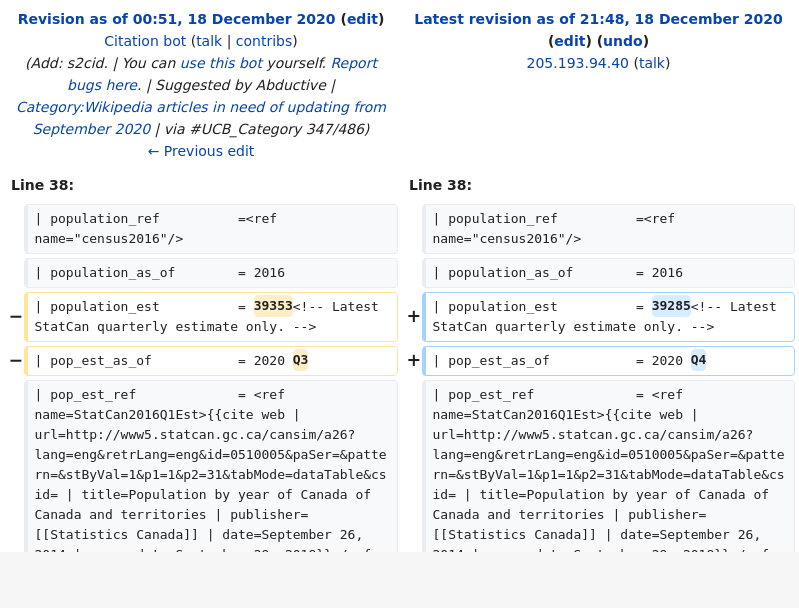 Revision as of 00:51, 18 December 2020 (edit)
Citation bot (talk | contribs)
(Add: s2cid. | You can use this bot yourself. Report
bugs here. | Suggested by Abductive |
Category:Wikipedia articles in need of updating from
September 2020 | via #UCB_Category 347/486)
← Previous edit
Latest revision as of 21:48, 18 December 2020
(edit) (undo)
205.193.94.40 (talk)
Line 38:
| population_ref          =<ref
name="census2016"/>
| population_as_of        = 2016
− | population_est          = 39353<!-- Latest
StatCan quarterly estimate only. -->
− | pop_est_as_of           = 2020 Q3
| pop_est_ref             = <ref
name=StatCan2016Q1Est>{{cite web |
url=http://www5.statcan.gc.ca/cansim/a26?
lang=eng&retrLang=eng&id=0510005&paSer=&patte
rn=&stByVal=1&p1=1&p2=31&tabMode=dataTable&cs
id= | title=Population by year of Canada of
Canada and territories | publisher=
[[Statistics Canada]] | date=September 26,
Line 38:
| population_ref          =<ref
name="census2016"/>
| population_as_of        = 2016
+ | population_est          = 39285<!-- Latest
StatCan quarterly estimate only. -->
+ | pop_est_as_of           = 2020 Q4
| pop_est_ref             = <ref
name=StatCan2016Q1Est>{{cite web |
url=http://www5.statcan.gc.ca/cansim/a26?
lang=eng&retrLang=eng&id=0510005&paSer=&patte
rn=&stByVal=1&p1=1&p2=31&tabMode=dataTable&cs
id= | title=Population by year of Canada of
Canada and territories | publisher=
[[Statistics Canada]] | date=September 26,